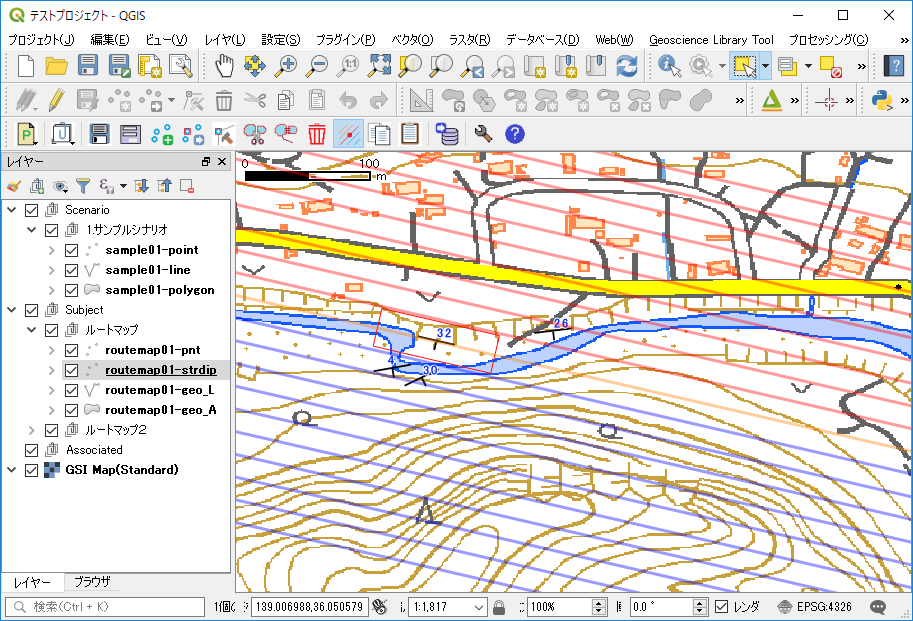 テストプロジェクト - QGIS
プロジェクト(J) 編集(E) ビュー(V) レイヤ(L) 設定(S) プラグイン(P) ベクタ(O) ラスタ(R) データベース(D) Web(W) Geoscience Library Tool プロセッシング(C) »
レイヤー
0 100
m
Scenario
1.サンプルシナリオ
sample01-point
sample01-line
sample01-polygon
Subject
ルートマップ
routemap01-pnt
routemap01-strdip
routemap01-geo_L
routemap01-geo_A
ルートマップ2
Associated
GSI Map(Standard)
32
26
30
レイヤー ブラウザ
検索(Ctrl + K) 139.006988,36.050579 1:1,817 100% 0.0 ° レンダ EPSG:4326